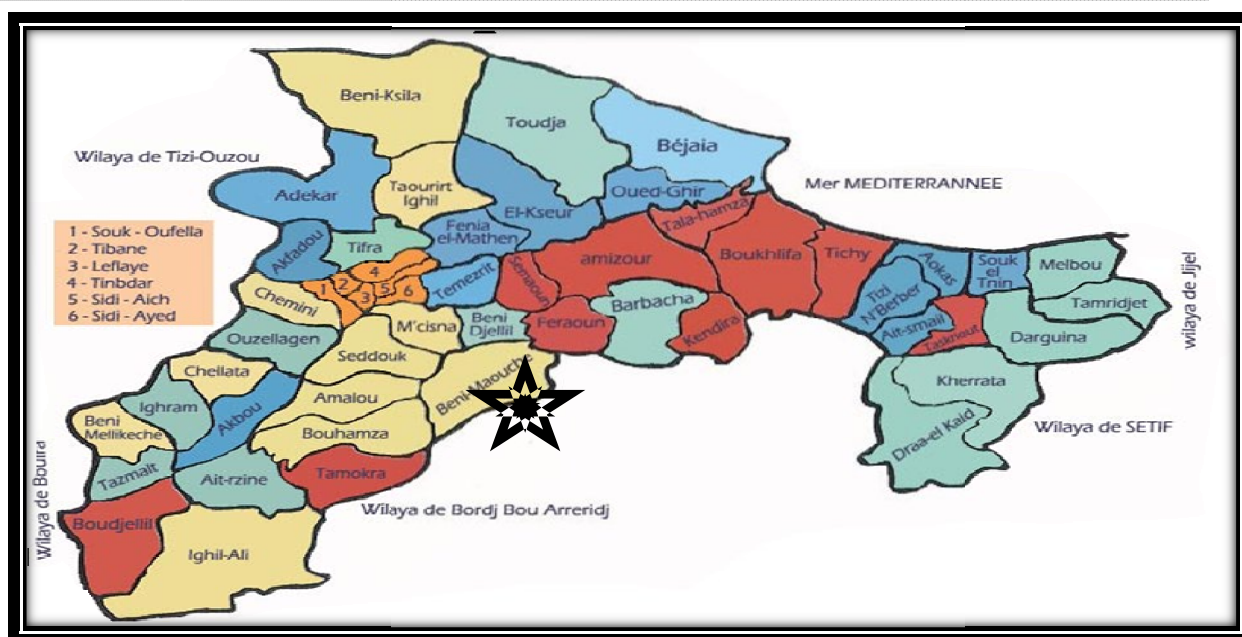 Beni-Ksila
Toudja
Béjaia
Wilaya de Tizi-Ouzou
Adekar
Taourirt
Ighil
Oued-Ghir
Mer MEDITERRANNEE
El-Kseur
Tala-hamza
1 - Souk - Oufella
2 - Tibane
3 - Leflaye
4 - Tinbdar
5 - Sidi - Aich
6 - Sidi - Ayed
Akfadou
Tifra
Fenia
el-Mathen
amizour
Boukhlifa
Tichy
Aokas
Souk
el
Tnin
Melbou
wilaya de Jijel
4
1
2
3
5
6
Temezrit
Semaoun
Chemini
Barbacha
Tizi
N'Berber
Tamridjet
M'cisna
Beni
Djellil
Feraoun
Kendira
Ait-smail
Taskriout
Darguina
Ouzellagen
Seddouk
Chellata
Beni-Maouche
Kherrata
Ighram
Akbou
Amalou
Beni
Mellikeche
Bouhamza
Draa-el Kaid
Wilaya de SETIF
Tazmalt
Ait-rzine
Tamokra
Wilaya de Bouira
Boudjellil
Wilaya de Bordj Bou Arreridj
Ighil-Ali